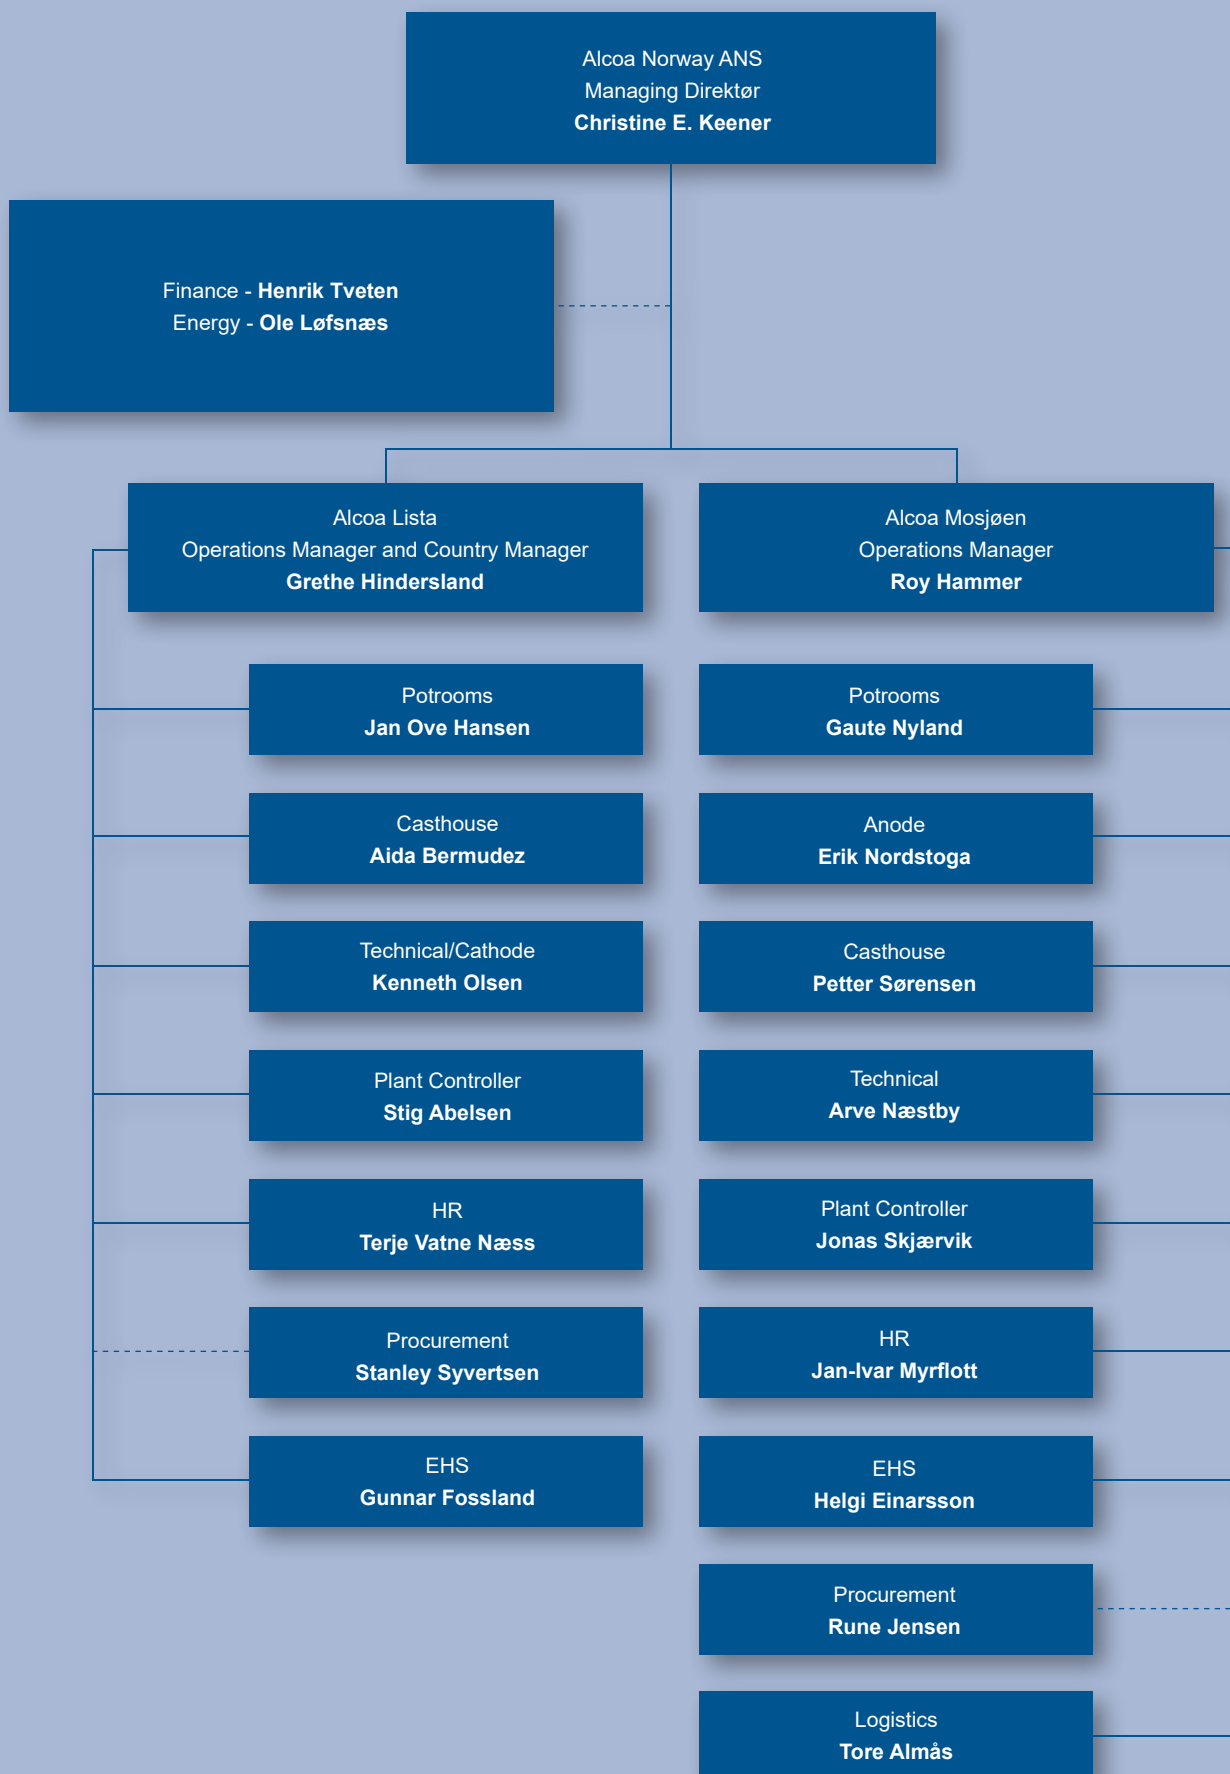 Alcoa Norway ANS
Managing Direktør
Christine E. Keener
Finance - Henrik Tveten
Energy - Ole Løfsnæs
Alcoa Lista
Operations Manager and Country Manager
Grethe Hindersland
Potrooms
Jan Ove Hansen
Casthouse
Aida Bermudez
Technical/Cathode
Kenneth Olsen
Plant Controller
Stig Abelsen
HR
Terje Vatne Næss
Procurement
Stanley Syvertsen
EHS
Gunnar Fossland
Alcoa Mosjøen
Operations Manager
Roy Hammer
Potrooms
Gaute Nyland
Anode
Erik Nordstoga
Casthouse
Petter Sørensen
Technical
Arve Næstby
Plant Controller
Jonas Skjærvik
HR
Jan-Ivar Myrflott
EHS
Helgi Einarsson
Procurement
Rune Jensen
Logistics
Tore Almås